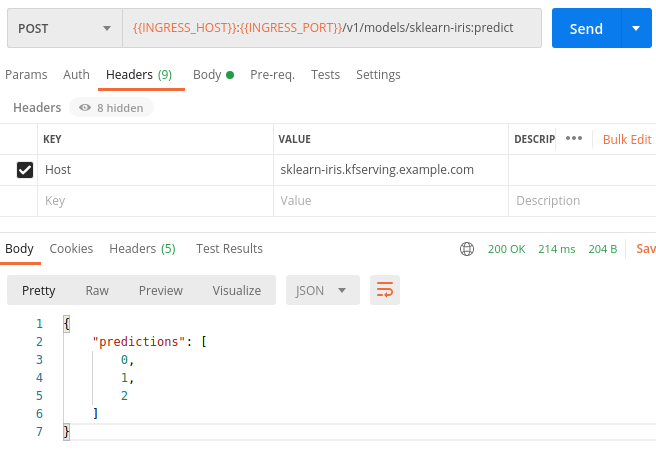 POST {{INGRESS_HOST}}:{{INGRESS_PORT}}/v1/models/sklearn-iris:predict Send
Params Auth Headers (9) Body Pre-req. Tests Settings
Headers 8 hidden
KEY VALUE DESCRIP ••• Bulk Edit
Host sklearn-iris.kfserving.example.com
Key Value Description
Body Cookies Headers (5) Test Results 200 OK 214 ms 204 B Sav
Pretty Raw Preview Visualize JSON
1 {
2 "predictions": [
3 0,
4 1,
5 2
6 ]
7 }